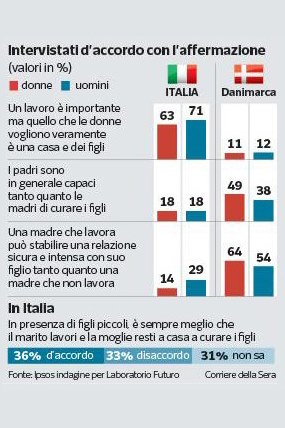 Intervistati d'accordo con l'affermazione
(valori in %)
donne uomini
ITALIA Danimarca
Un lavoro è importante
ma quello che le donne
vogliono veramente
è una casa e dei figli
63 71 11 12
I padri sono
in generale capaci
tanto quanto le
madri di curare i figli
18 18 49 38
Una madre che lavora
può stabilire una relazione
sicura e intensa con suo
figlio tanto quanto una
madre che non lavora
14 29 64 54
In Italia
In presenza di figli piccoli, è sempre meglio che
il marito lavori e la moglie resti a casa a curare i figli
36% d'accordo 33% disaccordo 31% non sa
Fonte: Ipsos indagine per Laboratorio Futuro Corriere della Sera